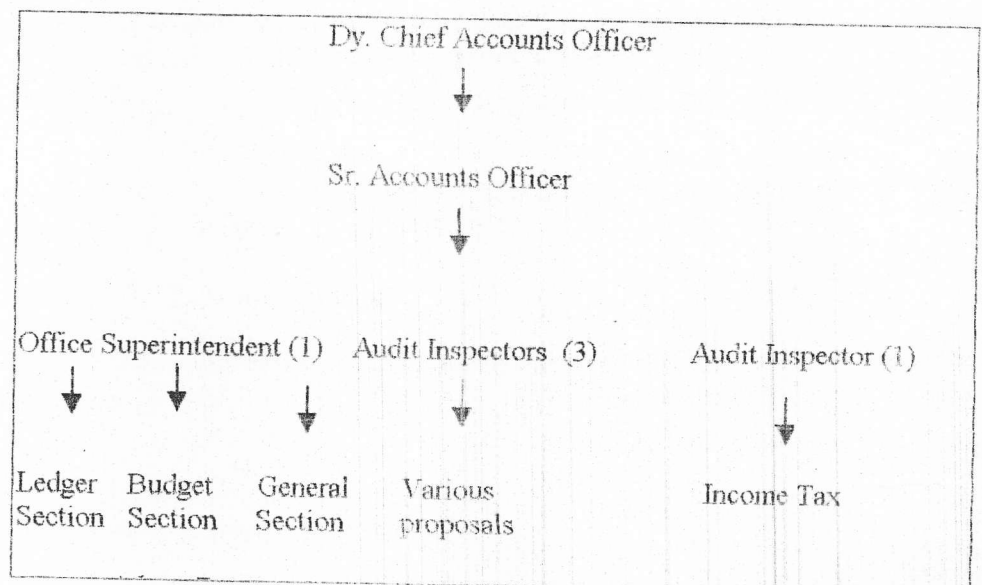 Dy. Chief Accounts Officer
Sr. Accounts Officer
Office Superintendent (1) Audit Inspectors (3) Audit Inspector (1)
Ledger Budget General Various Income Tax
Section Section Section proposals